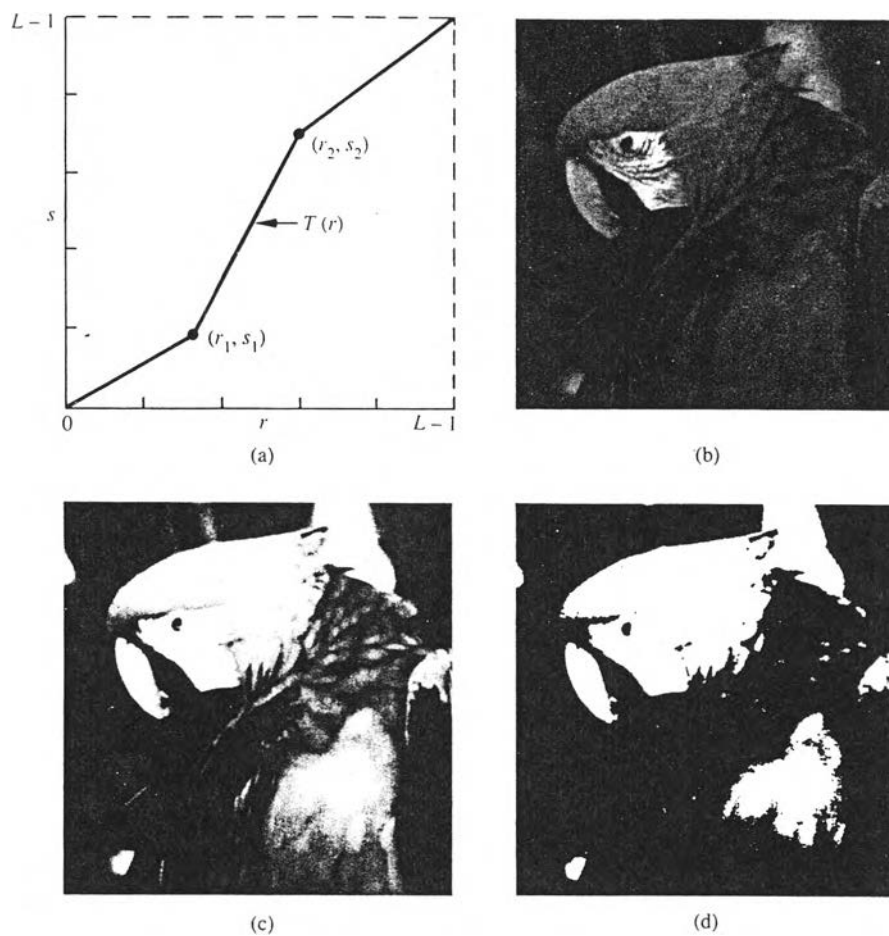 L – 1
(r₂, s₂)
s
T (r)
(r₁, s₁)
0
r
L – 1
(a)
(b)
(c)
(d)